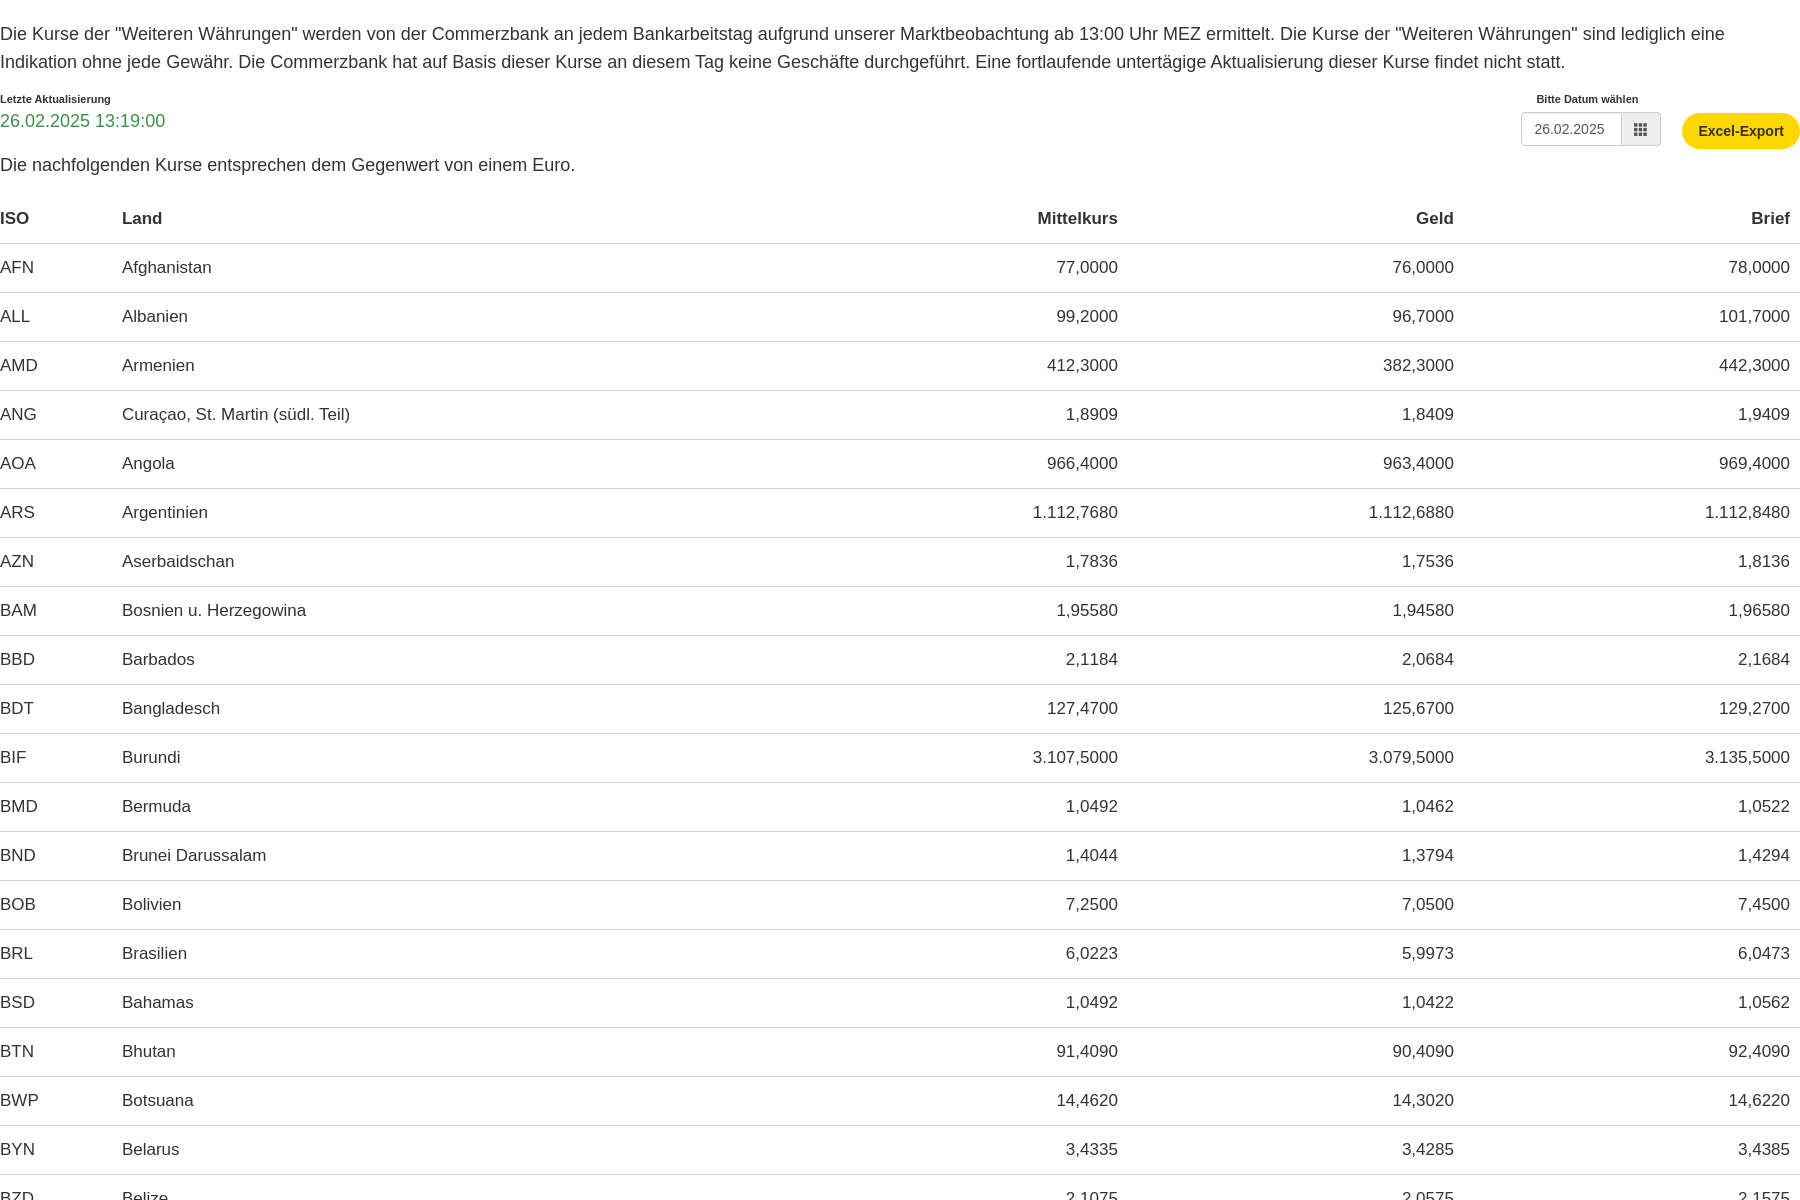 Die Kurse der "Weiteren Währungen" werden von der Commerzbank an jedem Bankarbeitstag aufgrund unserer Marktbeobachtung ab 13:00 Uhr MEZ ermittelt. Die Kurse der "Weiteren Währungen" sind lediglich eine
Indikation ohne jede Gewähr. Die Commerzbank hat auf Basis dieser Kurse an diesem Tag keine Geschäfte durchgeführt. Eine fortlaufende untertägige Aktualisierung dieser Kurse findet nicht statt.
Letzte Aktualisierung
26.02.2025 13:19:00
Bitte Datum wählen
26.02.2025
Excel-Export
Die nachfolgenden Kurse entsprechen dem Gegenwert von einem Euro.
ISO Land Mittelkurs Geld Brief
AFN Afghanistan 77,0000 76,0000 78,0000
ALL Albanien 99,2000 96,7000 101,7000
AMD Armenien 412,3000 382,3000 442,3000
ANG Curaçao, St. Martin (südl. Teil) 1,8909 1,8409 1,9409
AOA Angola 966,4000 963,4000 969,4000
ARS Argentinien 1.112,7680 1.112,6880 1.112,8480
AZN Aserbaidschan 1,7836 1,7536 1,8136
BAM Bosnien u. Herzegowina 1,95580 1,94580 1,96580
BBD Barbados 2,1184 2,0684 2,1684
BDT Bangladesch 127,4700 125,6700 129,2700
BIF Burundi 3.107,5000 3.079,5000 3.135,5000
BMD Bermuda 1,0492 1,0462 1,0522
BND Brunei Darussalam 1,4044 1,3794 1,4294
BOB Bolivien 7,2500 7,0500 7,4500
BRL Brasilien 6,0223 5,9973 6,0473
BSD Bahamas 1,0492 1,0422 1,0562
BTN Bhutan 91,4090 90,4090 92,4090
BWP Botsuana 14,4620 14,3020 14,6220
BYN Belarus 3,4335 3,4285 3,4385
BZD Belize 2,1075 2,0575 2,1575